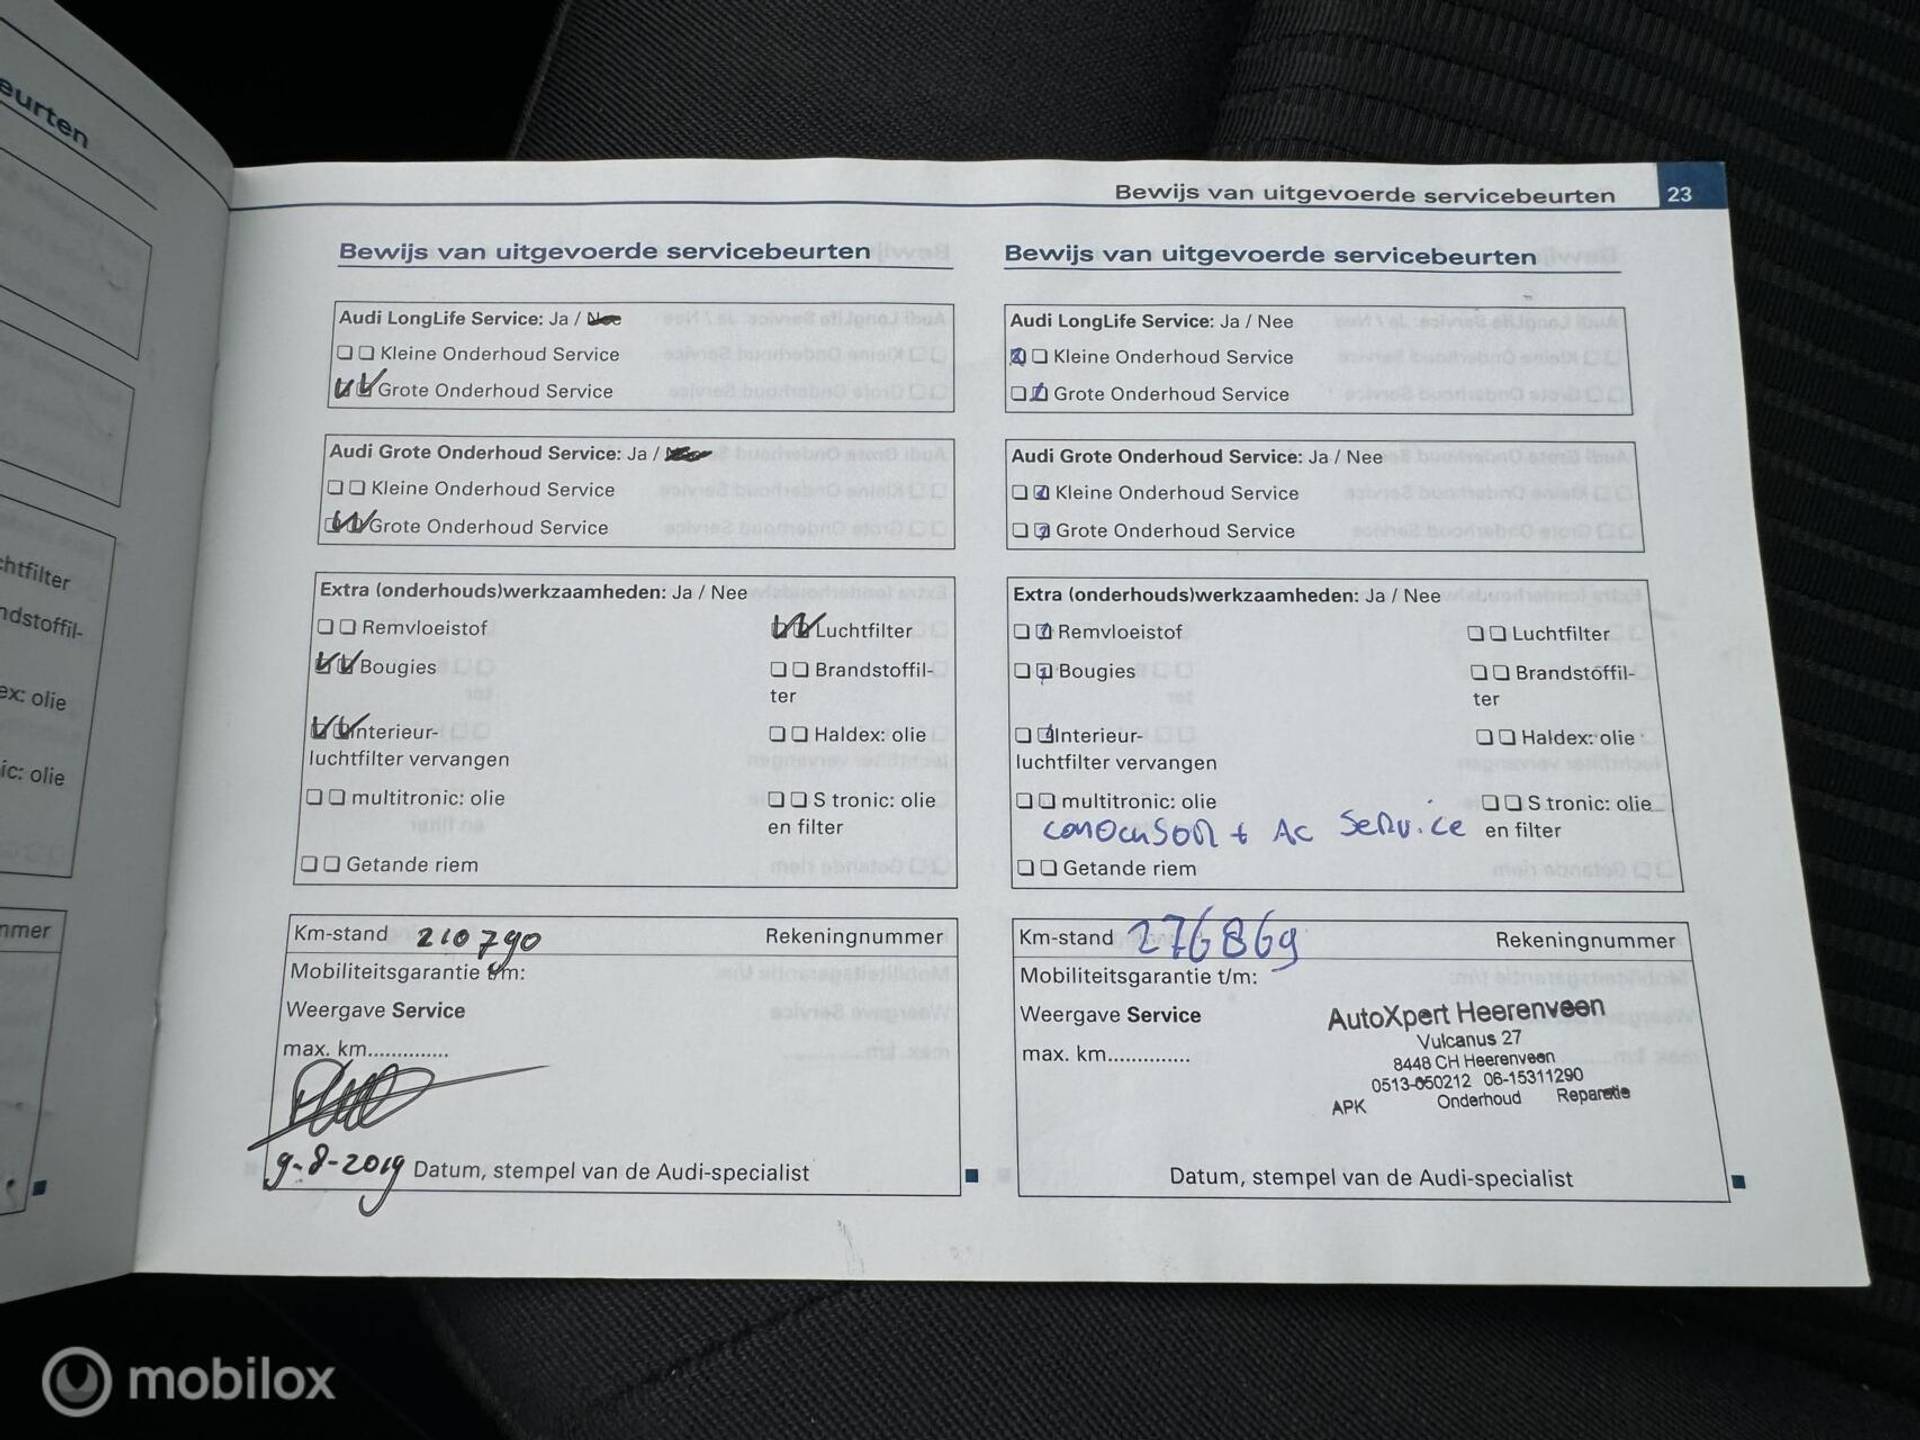 eurten
htfilter
ndstoffil-
ex: olie
ic: olie
mmer
Bewijs van uitgevoerde servicebeurten 23
Bewijs van uitgevoerde servicebeurten
Audi LongLife Service: Ja / Nee
Kleine Onderhoud Service
Grote Onderhoud Service
Audi Grote Onderhoud Service: Ja /
Kleine Onderhoud Service
Grote Onderhoud Service
Extra (onderhouds)werkzaamheden: Ja / Nee
Remvloeistof Luchtfilter
Bougies Brandstoffil-
ter
Interieur- Haldex: olie
luchtfilter vervangen
multitronic: olie S tronic: olie
en filter
Getande riem
Km-stand 210790 Rekeningnummer
Mobiliteitsgarantie t/m:
Weergave Service
max. km..............
9-8-2019 Datum, stempel van de Audi-specialist
Bewijs van uitgevoerde servicebeurten
Audi LongLife Service: Ja / Nee
Kleine Onderhoud Service
Grote Onderhoud Service
Audi Grote Onderhoud Service: Ja / Nee
Kleine Onderhoud Service
Grote Onderhoud Service
Extra (onderhouds)werkzaamheden: Ja / Nee
Remvloeistof Luchtfilter
Bougies Brandstoffil-
ter
Interieur- Haldex: olie
luchtfilter vervangen
multitronic: olie S tronic: olie
+ AC Service en filter
Getande riem
Km-stand 276869 Rekeningnummer
Mobiliteitsgarantie t/m:
Weergave Service
max. km..............
AutoXpert Heerenveen
Vulcanus 27
8448 CH Heerenveen
0513-650212 06-15311290
APK Onderhoud Reparatie
Datum, stempel van de Audi-specialist
mobilox